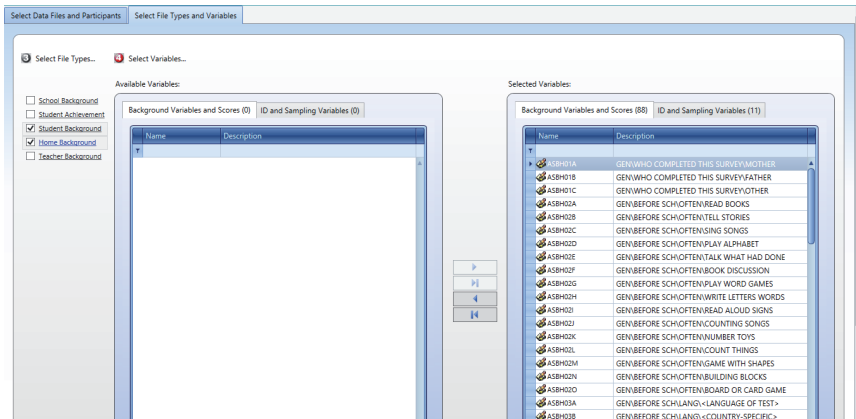 Select Data Files and Participants Select File Types and Variables
3 Select File Types... 4 Select Variables...
Available Variables: Selected Variables:
School Background
Student Achievement
Student Background
Home Background
Teacher Background
Background Variables and Scores (0) ID and Sampling Variables (0)
Name Description
Background Variables and Scores (88) ID and Sampling Variables (11)
Name Description
ASBH01A GEN\WHO COMPLETED THIS SURVEY\MOTHER
ASBH01B GEN\WHO COMPLETED THIS SURVEY\FATHER
ASBH01C GEN\WHO COMPLETED THIS SURVEY\OTHER
ASBH02A GEN\BEFORE SCH\OFTEN\READ BOOKS
ASBH02B GEN\BEFORE SCH\OFTEN\TELL STORIES
ASBH02C GEN\BEFORE SCH\OFTEN\SING SONGS
ASBH02D GEN\BEFORE SCH\OFTEN\PLAY ALPHABET
ASBH02E GEN\BEFORE SCH\OFTEN\TALK WHAT HAD DONE
ASBH02F GEN\BEFORE SCH\OFTEN\BOOK DISCUSSION
ASBH02G GEN\BEFORE SCH\OFTEN\PLAY WORD GAMES
ASBH02H GEN\BEFORE SCH\OFTEN\WRITE LETTERS WORDS
ASBH02I GEN\BEFORE SCH\OFTEN\READ ALOUD SIGNS
ASBH02J GEN\BEFORE SCH\OFTEN\COUNTING SONGS
ASBH02K GEN\BEFORE SCH\OFTEN\NUMBER TOYS
ASBH02L GEN\BEFORE SCH\OFTEN\COUNT THINGS
ASBH02M GEN\BEFORE SCH\OFTEN\GAME WITH SHAPES
ASBH02N GEN\BEFORE SCH\OFTEN\BUILDING BLOCKS
ASBH02O GEN\BEFORE SCH\OFTEN\BOARD OR CARD GAME
ASBH03A GEN\BEFORE SCH\LANG\<LANGUAGE OF TEST>
ASBH03B GEN\BEFORE SCH\LANG\<COUNTRY-SPECIFIC>